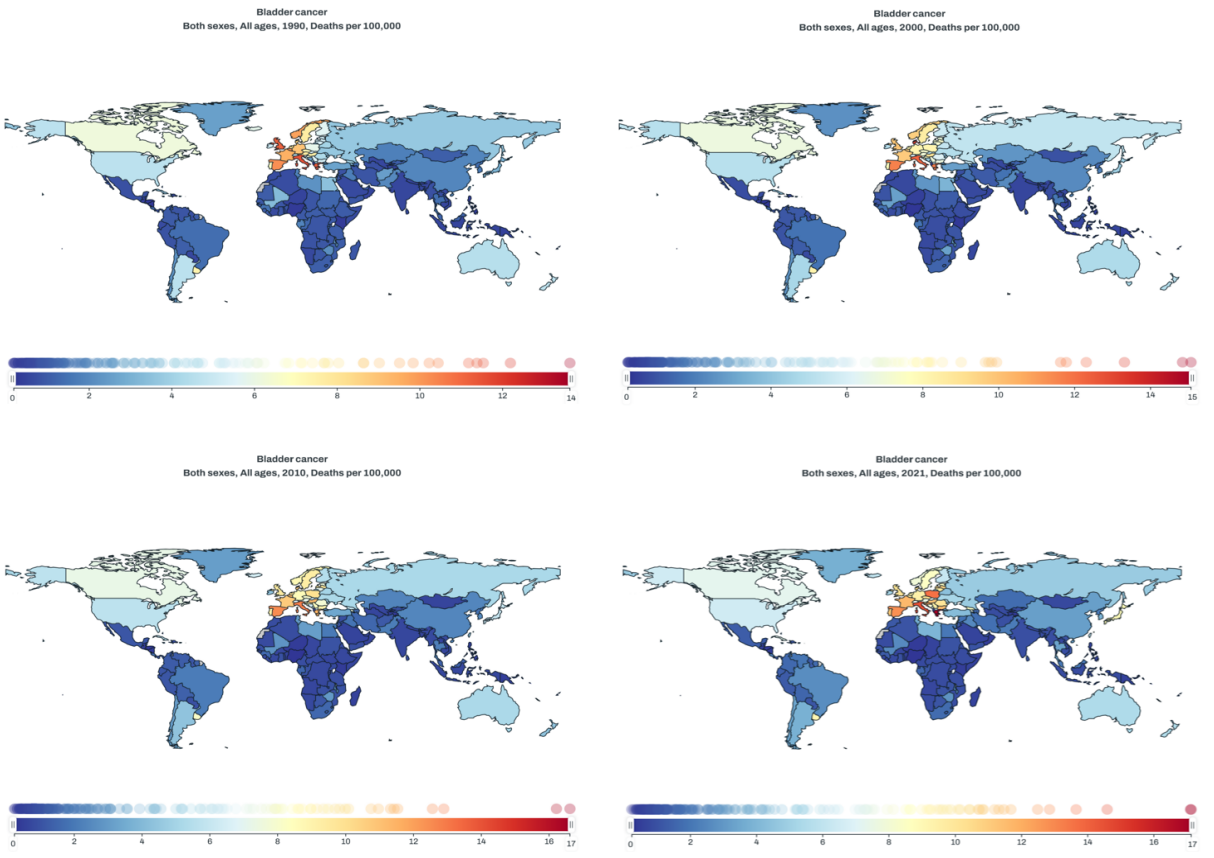 Bladder cancer
Both sexes, All ages, 1990, Deaths per 100,000
0 2 4 6 8 10 12 14
Bladder cancer
Both sexes, All ages, 2000, Deaths per 100,000
0 2 4 6 8 10 12 14 15
Bladder cancer
Both sexes, All ages, 2010, Deaths per 100,000
0 2 4 6 8 10 12 14 16 17
Bladder cancer
Both sexes, All ages, 2021, Deaths per 100,000
0 2 4 6 8 10 12 14 16 17